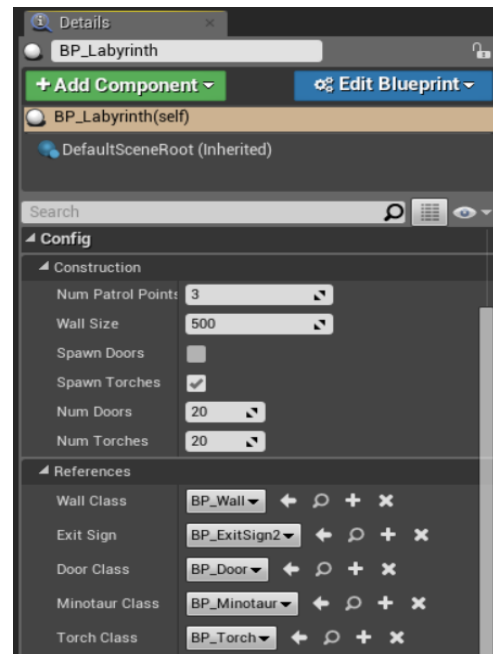 Details
BP_Labyrinth
+Add Component
Edit Blueprint
BP_Labyrinth(self)
DefaultSceneRoot (Inherited)
Search
Config
Construction
Num Patrol Points 3
Wall Size 500
Spawn Doors
Spawn Torches
Num Doors 20
Num Torches 20
References
Wall Class BP_Wall
Exit Sign BP_ExitSign2
Door Class BP_Door
Minotaur Class BP_Minotaur
Torch Class BP_Torch